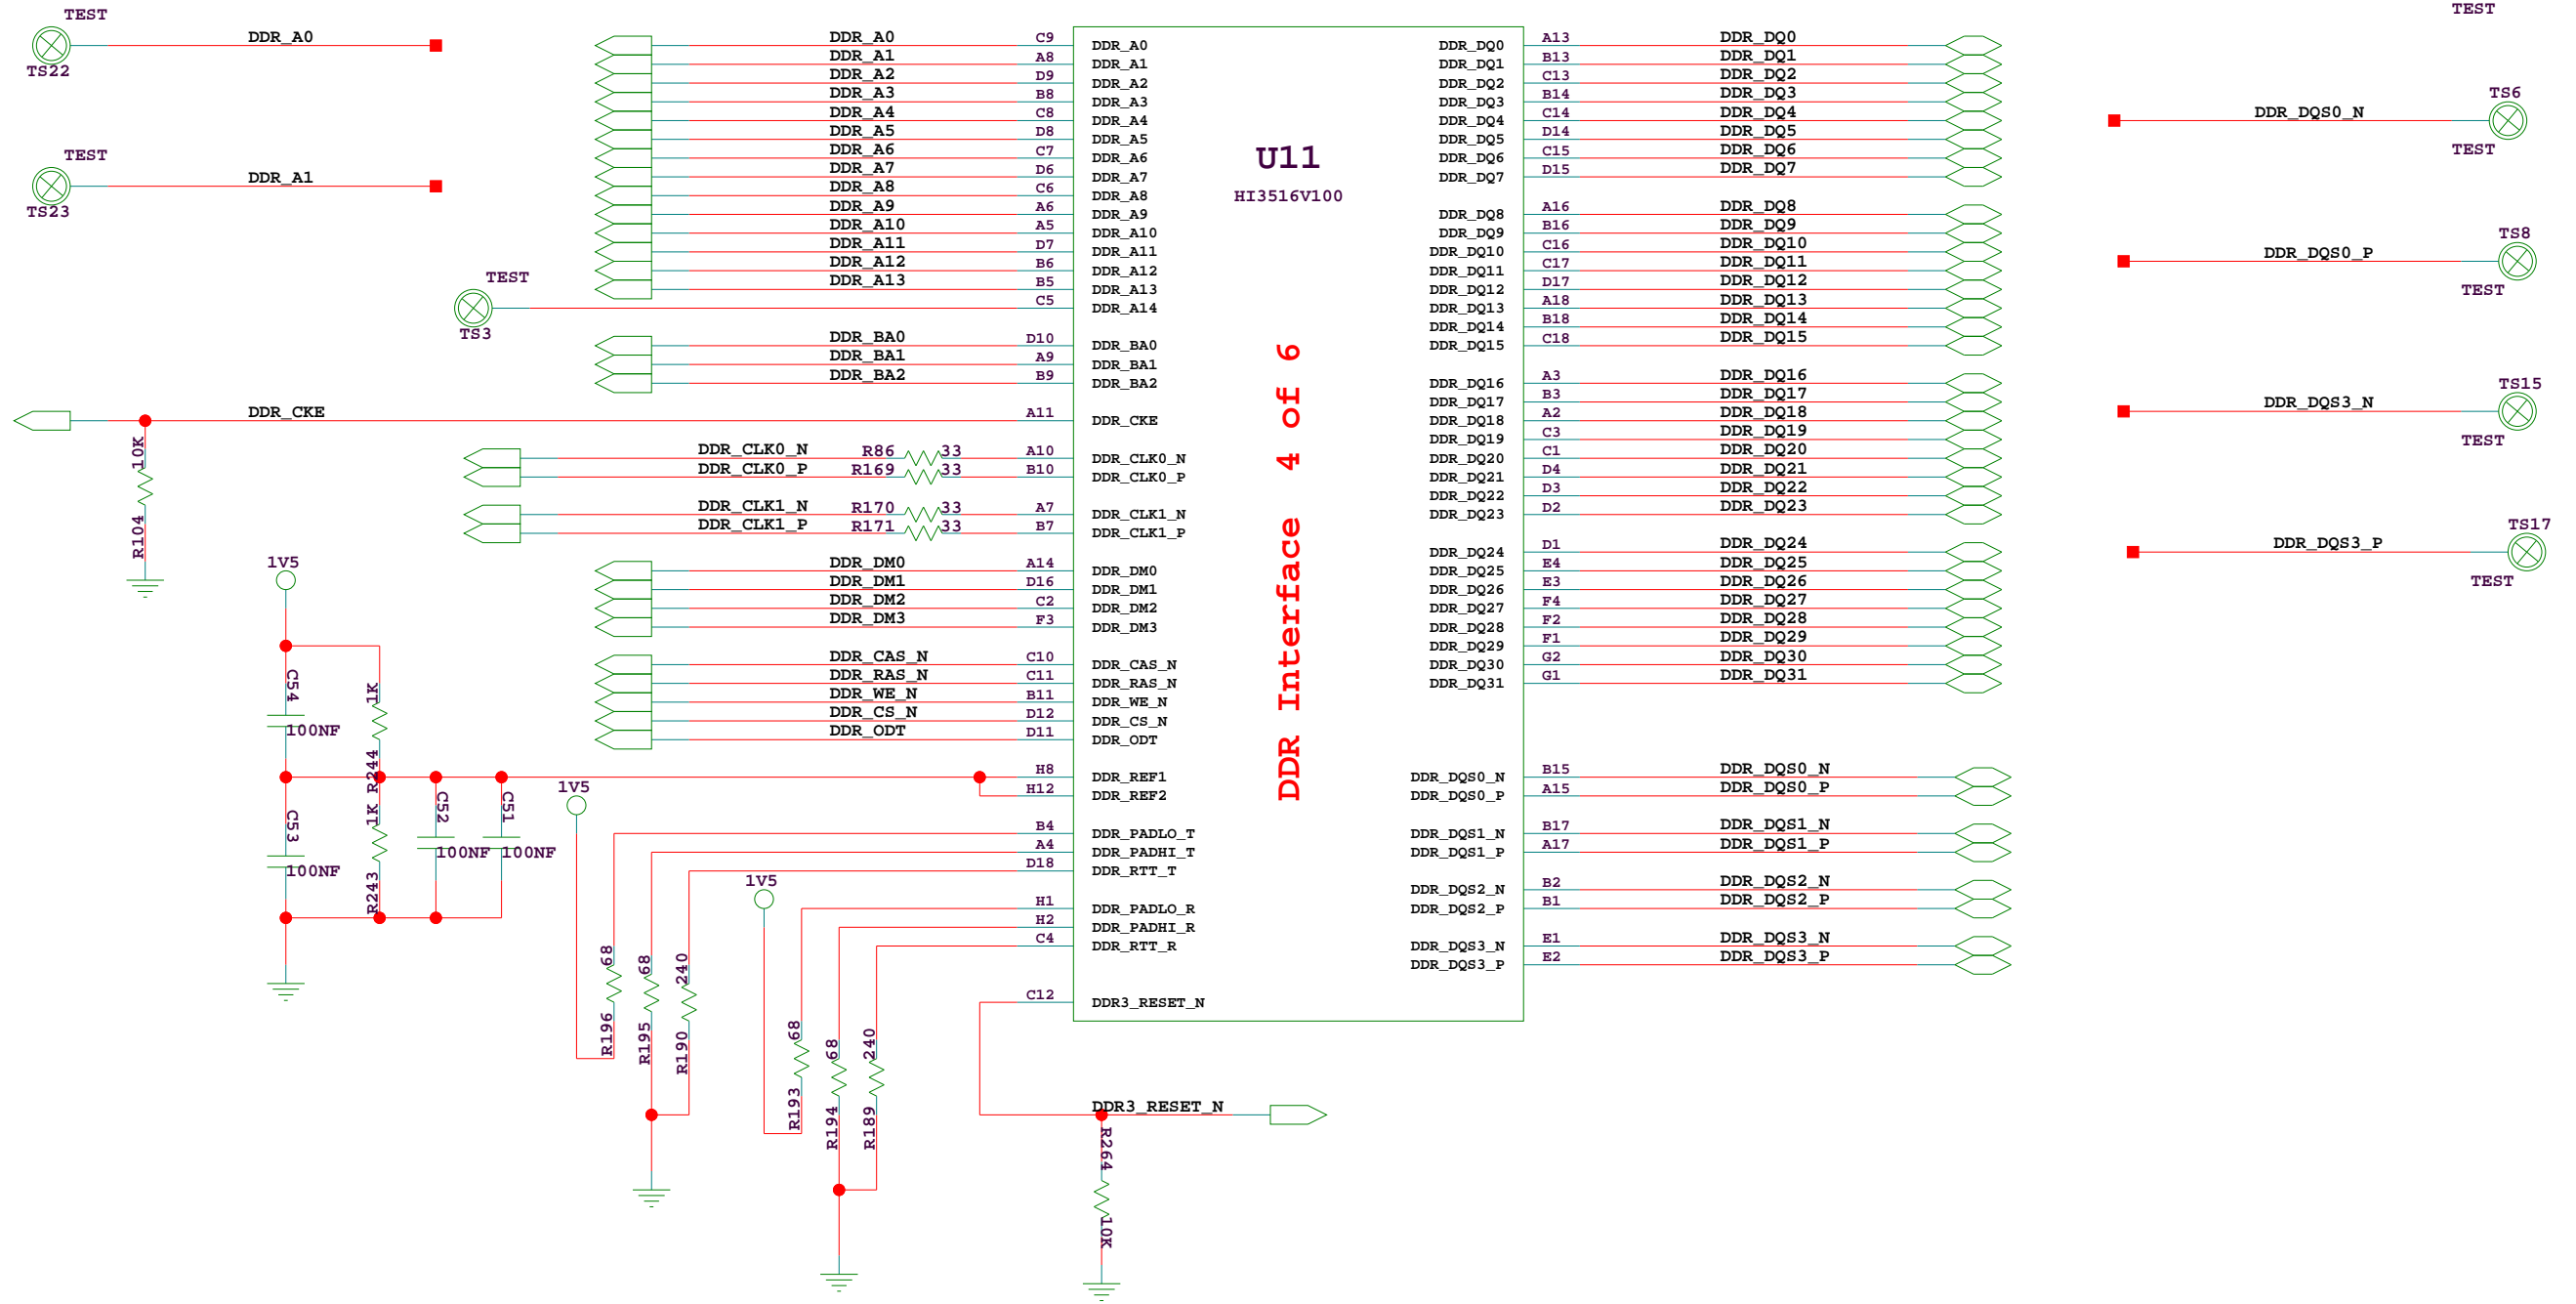 TEST
DDR_A0
TS22
TEST
DDR_A1
TS23
TEST
TS3
DDR_CKE
10K
R104
DDR_A0 C9 DDR_A0
DDR_A1 A8 DDR_A1
DDR_A2 D9 DDR_A2
DDR_A3 B8 DDR_A3
DDR_A4 C8 DDR_A4
DDR_A5 D8 DDR_A5
DDR_A6 C7 DDR_A6
DDR_A7 D6 DDR_A7
DDR_A8 C6 DDR_A8
DDR_A9 A6 DDR_A9
DDR_A10 A5 DDR_A10
DDR_A11 D7 DDR_A11
DDR_A12 B6 DDR_A12
DDR_A13 B5 DDR_A13
C5 DDR_A14
DDR_BA0 D10 DDR_BA0
DDR_BA1 A9 DDR_BA1
DDR_BA2 B9 DDR_BA2
A11 DDR_CKE
DDR_CLK0_N R86 33 A10 DDR_CLK0_N
DDR_CLK0_P R169 33 B10 DDR_CLK0_P
DDR_CLK1_N R170 33 A7 DDR_CLK1_N
DDR_CLK1_P R171 33 B7 DDR_CLK1_P
DDR_DM0 A14 DDR_DM0
DDR_DM1 D16 DDR_DM1
DDR_DM2 C2 DDR_DM2
DDR_DM3 F3 DDR_DM3
DDR_CAS_N C10 DDR_CAS_N
DDR_RAS_N C11 DDR_RAS_N
DDR_WE_N B11 DDR_WE_N
DDR_CS_N D12 DDR_CS_N
DDR_ODT D11 DDR_ODT
H8 DDR_REF1
H12 DDR_REF2
B4 DDR_PADLO_T
A4 DDR_PADHI_T
D18 DDR_RTT_T
H1 DDR_PADLO_R
H2 DDR_PADHI_R
C4 DDR_RTT_R
C12 DDR3_RESET_N
1V5
C54
100NF
1K
R244
C53
100NF
1K
R243
C52
100NF
C51
100NF
1V5
68
R196
68
R195
240
R190
1V5
68
R193
68
R194
240
R189
DDR3_RESET_N
R264
10K
U11
HI3516V100
DDR Interface 4 of 6
DDR_DQ0 A13 DDR_DQ0
DDR_DQ1 B13 DDR_DQ1
DDR_DQ2 C13 DDR_DQ2
DDR_DQ3 B14 DDR_DQ3
DDR_DQ4 C14 DDR_DQ4
DDR_DQ5 D14 DDR_DQ5
DDR_DQ6 C15 DDR_DQ6
DDR_DQ7 D15 DDR_DQ7
DDR_DQ8 A16 DDR_DQ8
DDR_DQ9 B16 DDR_DQ9
DDR_DQ10 C16 DDR_DQ10
DDR_DQ11 C17 DDR_DQ11
DDR_DQ12 D17 DDR_DQ12
DDR_DQ13 A18 DDR_DQ13
DDR_DQ14 B18 DDR_DQ14
DDR_DQ15 C18 DDR_DQ15
DDR_DQ16 A3 DDR_DQ16
DDR_DQ17 B3 DDR_DQ17
DDR_DQ18 A2 DDR_DQ18
DDR_DQ19 C3 DDR_DQ19
DDR_DQ20 C1 DDR_DQ20
DDR_DQ21 D4 DDR_DQ21
DDR_DQ22 D3 DDR_DQ22
DDR_DQ23 D2 DDR_DQ23
DDR_DQ24 D1 DDR_DQ24
DDR_DQ25 E4 DDR_DQ25
DDR_DQ26 E3 DDR_DQ26
DDR_DQ27 F4 DDR_DQ27
DDR_DQ28 F2 DDR_DQ28
DDR_DQ29 F1 DDR_DQ29
DDR_DQ30 G2 DDR_DQ30
DDR_DQ31 G1 DDR_DQ31
DDR_DQS0_N B15 DDR_DQS0_N
DDR_DQS0_P A15 DDR_DQS0_P
DDR_DQS1_N B17 DDR_DQS1_N
DDR_DQS1_P A17 DDR_DQS1_P
DDR_DQS2_N B2 DDR_DQS2_N
DDR_DQS2_P B1 DDR_DQS2_P
DDR_DQS3_N E1 DDR_DQS3_N
DDR_DQS3_P E2 DDR_DQS3_P
TEST
TS6
DDR_DQS0_N
TEST
TS8
DDR_DQS0_P
TEST
TS15
DDR_DQS3_N
TEST
TS17
DDR_DQS3_P
TEST